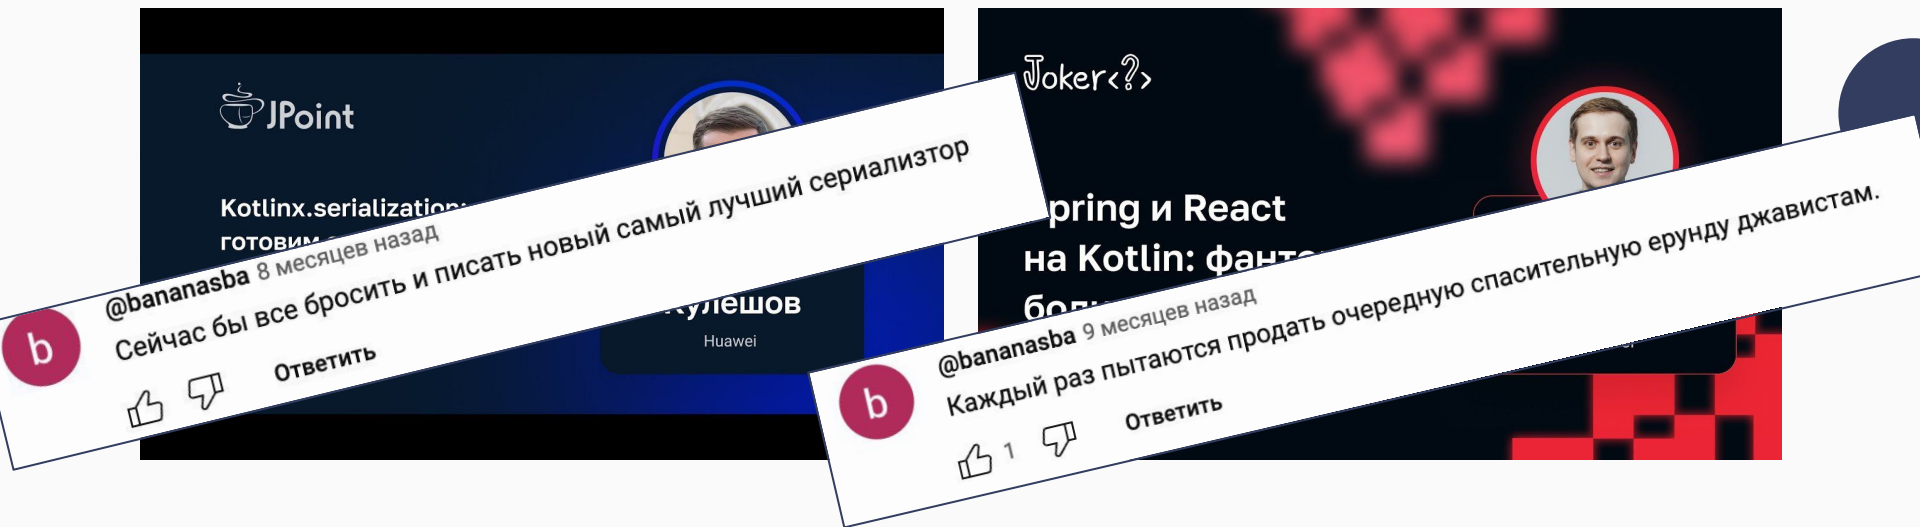 JPoint
Kotlinx.serialization:
готовим
Кулешов
Huawei
@bananasba 8 месяцев назад
Сейчас бы все бросить и писать новый самый лучший сериализтор
Ответить
Joker<?>
pring и React
на Kotlin:
@bananasba 9 месяцев назад
Каждый раз пытаются продать очередную спасительную ерунду джавистам.
1
Ответить
b
b